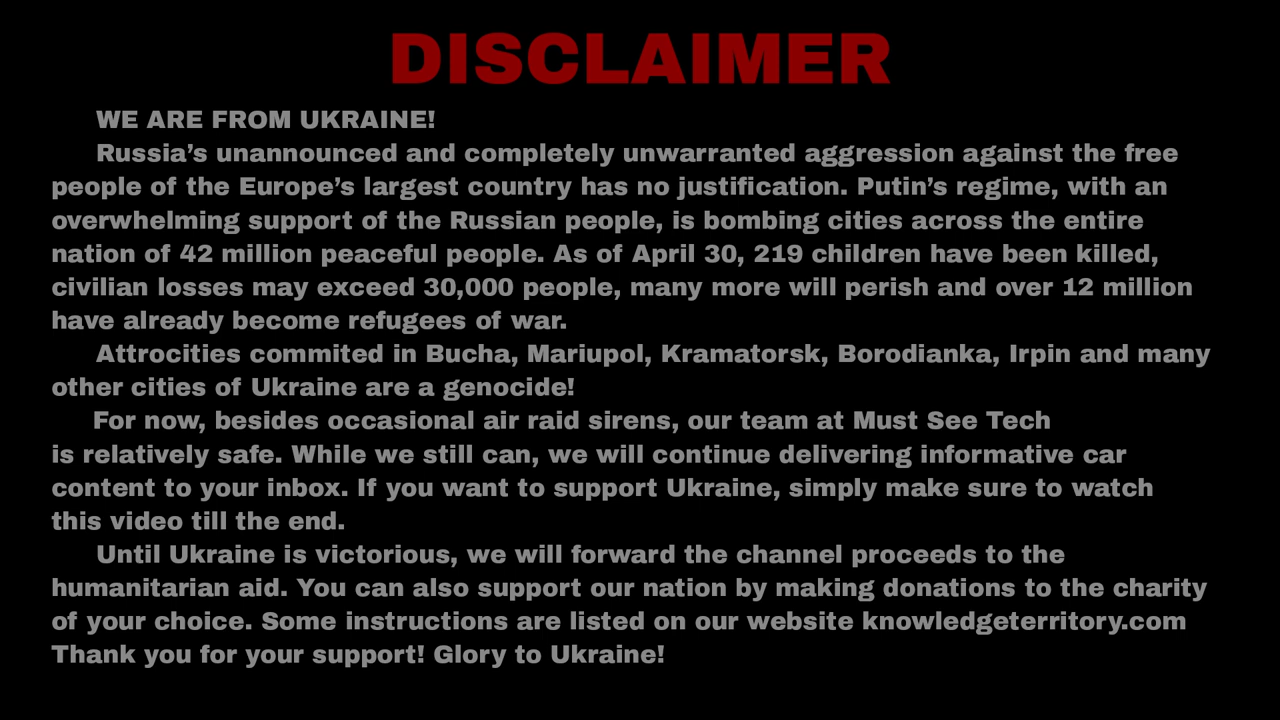 DISCLAIMER
WE ARE FROM UKRAINE!
Russia’s unannounced and completely unwarranted aggression against the free
people of the Europe’s largest country has no justification. Putin’s regime, with an
overwhelming support of the Russian people, is bombing cities across the entire
nation of 42 million peaceful people. As of April 30, 219 children have been killed,
civilian losses may exceed 30,000 people, many more will perish and over 12 million
have already become refugees of war.
Attrocities commited in Bucha, Mariupol, Kramatorsk, Borodianka, Irpin and many
other cities of Ukraine are a genocide!
For now, besides occasional air raid sirens, our team at Must See Tech
is relatively safe. While we still can, we will continue delivering informative car
content to your inbox. If you want to support Ukraine, simply make sure to watch
this video till the end.
Until Ukraine is victorious, we will forward the channel proceeds to the
humanitarian aid. You can also support our nation by making donations to the charity
of your choice. Some instructions are listed on our website knowledgeterritory.com
Thank you for your support! Glory to Ukraine!